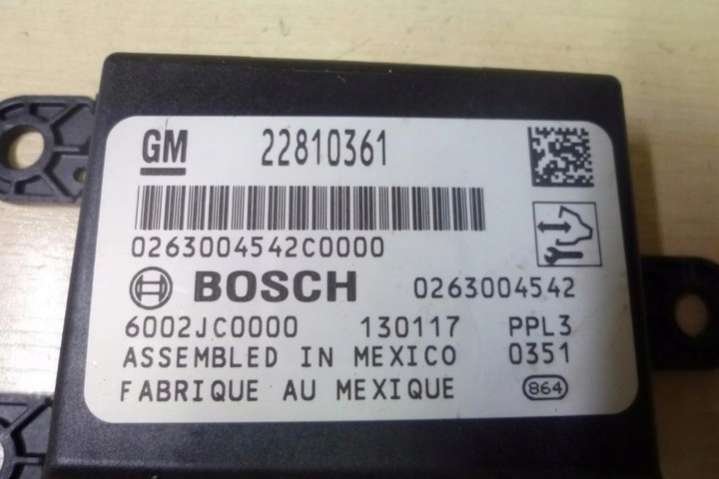 GM 22810361
0263004542C0000
BOSCH 0263004542
6002JC0000 130117 PPL3
ASSEMBLED IN MEXICO 0351
FABRIQUE AU MEXIQUE 864